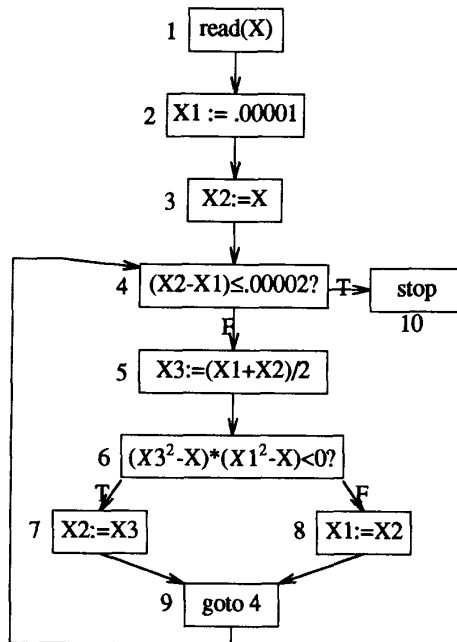 1 read(X)
2 X1 := .00001
3 X2:=X
4 (X2-X1)≤.00002? T stop
10
F
5 X3:=(X1+X2)/2
6 (X3²-X)*(X1²-X)<0?
T F
7 X2:=X3 8 X1:=X2
9 goto 4